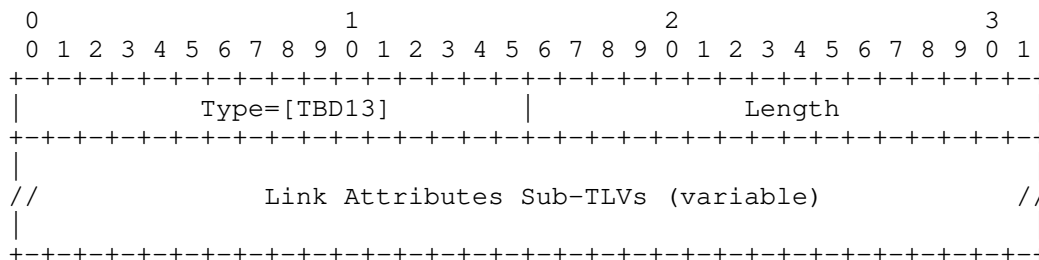 0                   1                   2                   3
 0 1 2 3 4 5 6 7 8 9 0 1 2 3 4 5 6 7 8 9 0 1 2 3 4 5 6 7 8 9 0 1
+-+-+-+-+-+-+-+-+-+-+-+-+-+-+-+-+-+-+-+-+-+-+-+-+-+-+-+-+-+-+-+--
|           Type=[TBD13]        |             Length
+-+-+-+-+-+-+-+-+-+-+-+-+-+-+-+-+-+-+-+-+-+-+-+-+-+-+-+-+-+-+-+--
|
//              Link Attributes Sub-TLVs (variable)            //
|
+-+-+-+-+-+-+-+-+-+-+-+-+-+-+-+-+-+-+-+-+-+-+-+-+-+-+-+-+-+-+-+--